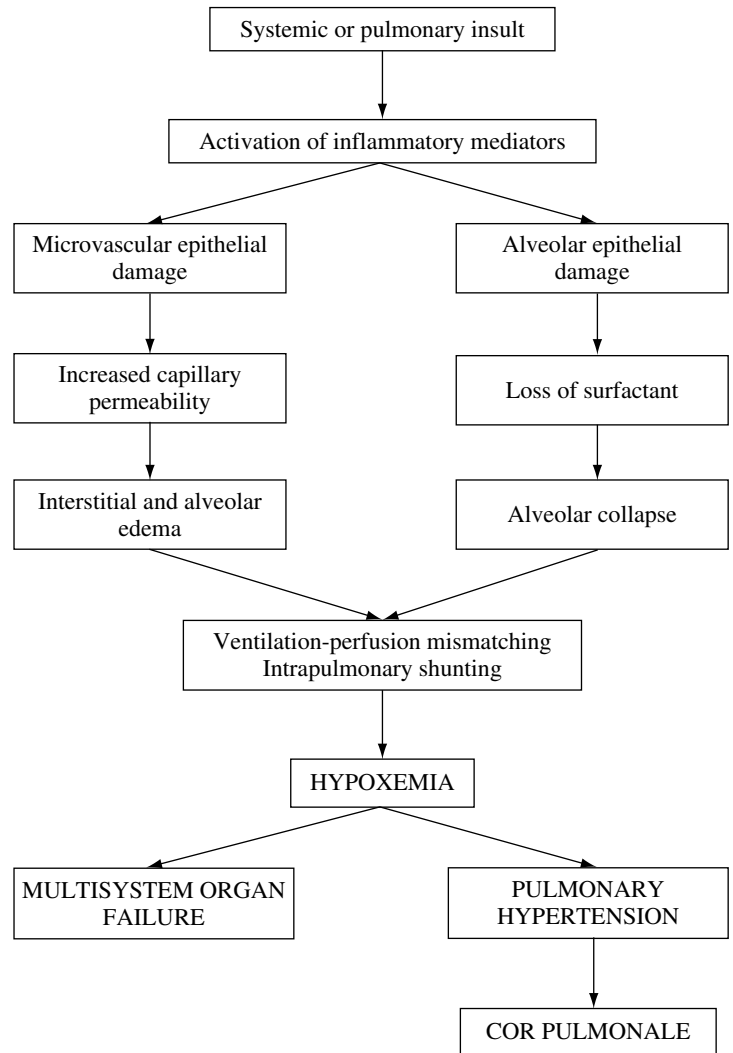 Systemic or pulmonary insult
Activation of inflammatory mediators
Microvascular epithelial
damage
Alveolar epithelial
damage
Increased capillary
permeability
Loss of surfactant
Interstitial and alveolar
edema
Alveolar collapse
Ventilation-perfusion mismatching
Intrapulmonary shunting
HYPOXEMIA
MULTISYSTEM ORGAN
FAILURE
PULMONARY
HYPERTENSION
COR PULMONALE